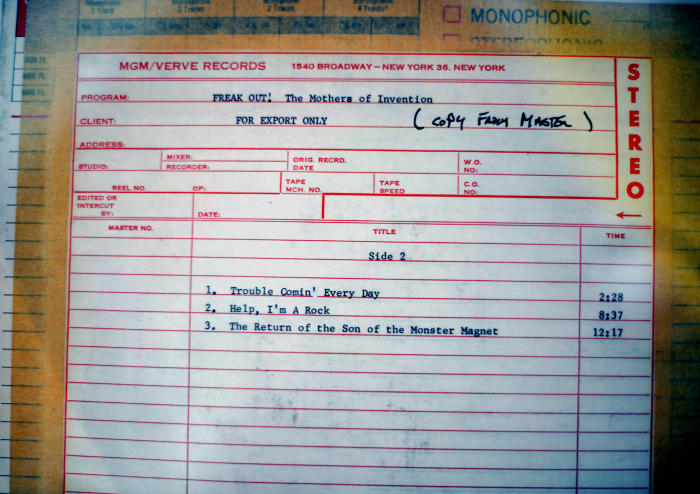 MONOPHONIC
STEREOPHONIC
MGM/VERVE RECORDS 1540 BROADWAY—NEW YORK 36, NEW YORK
STEREO
PROGRAM: FREAK OUT! The Mothers of Invention
CLIENT: FOR EXPORT ONLY (COPY FROM MASTER)
ADDRESS:
STUDIO: MIXER: RECORDER: ORIG. RECRD. DATE W.O. NO:
REEL NO. OF: TAPE MCH. NO. TAPE SPEED C.O. NO:
EDITED OR INTERCUT BY: DATE:
MASTER NO. TITLE TIME
Side 2
1. Trouble Comin' Every Day 2:28
2. Help, I'm A Rock 8:37
3. The Return of the Son of the Monster Magnet 12:17